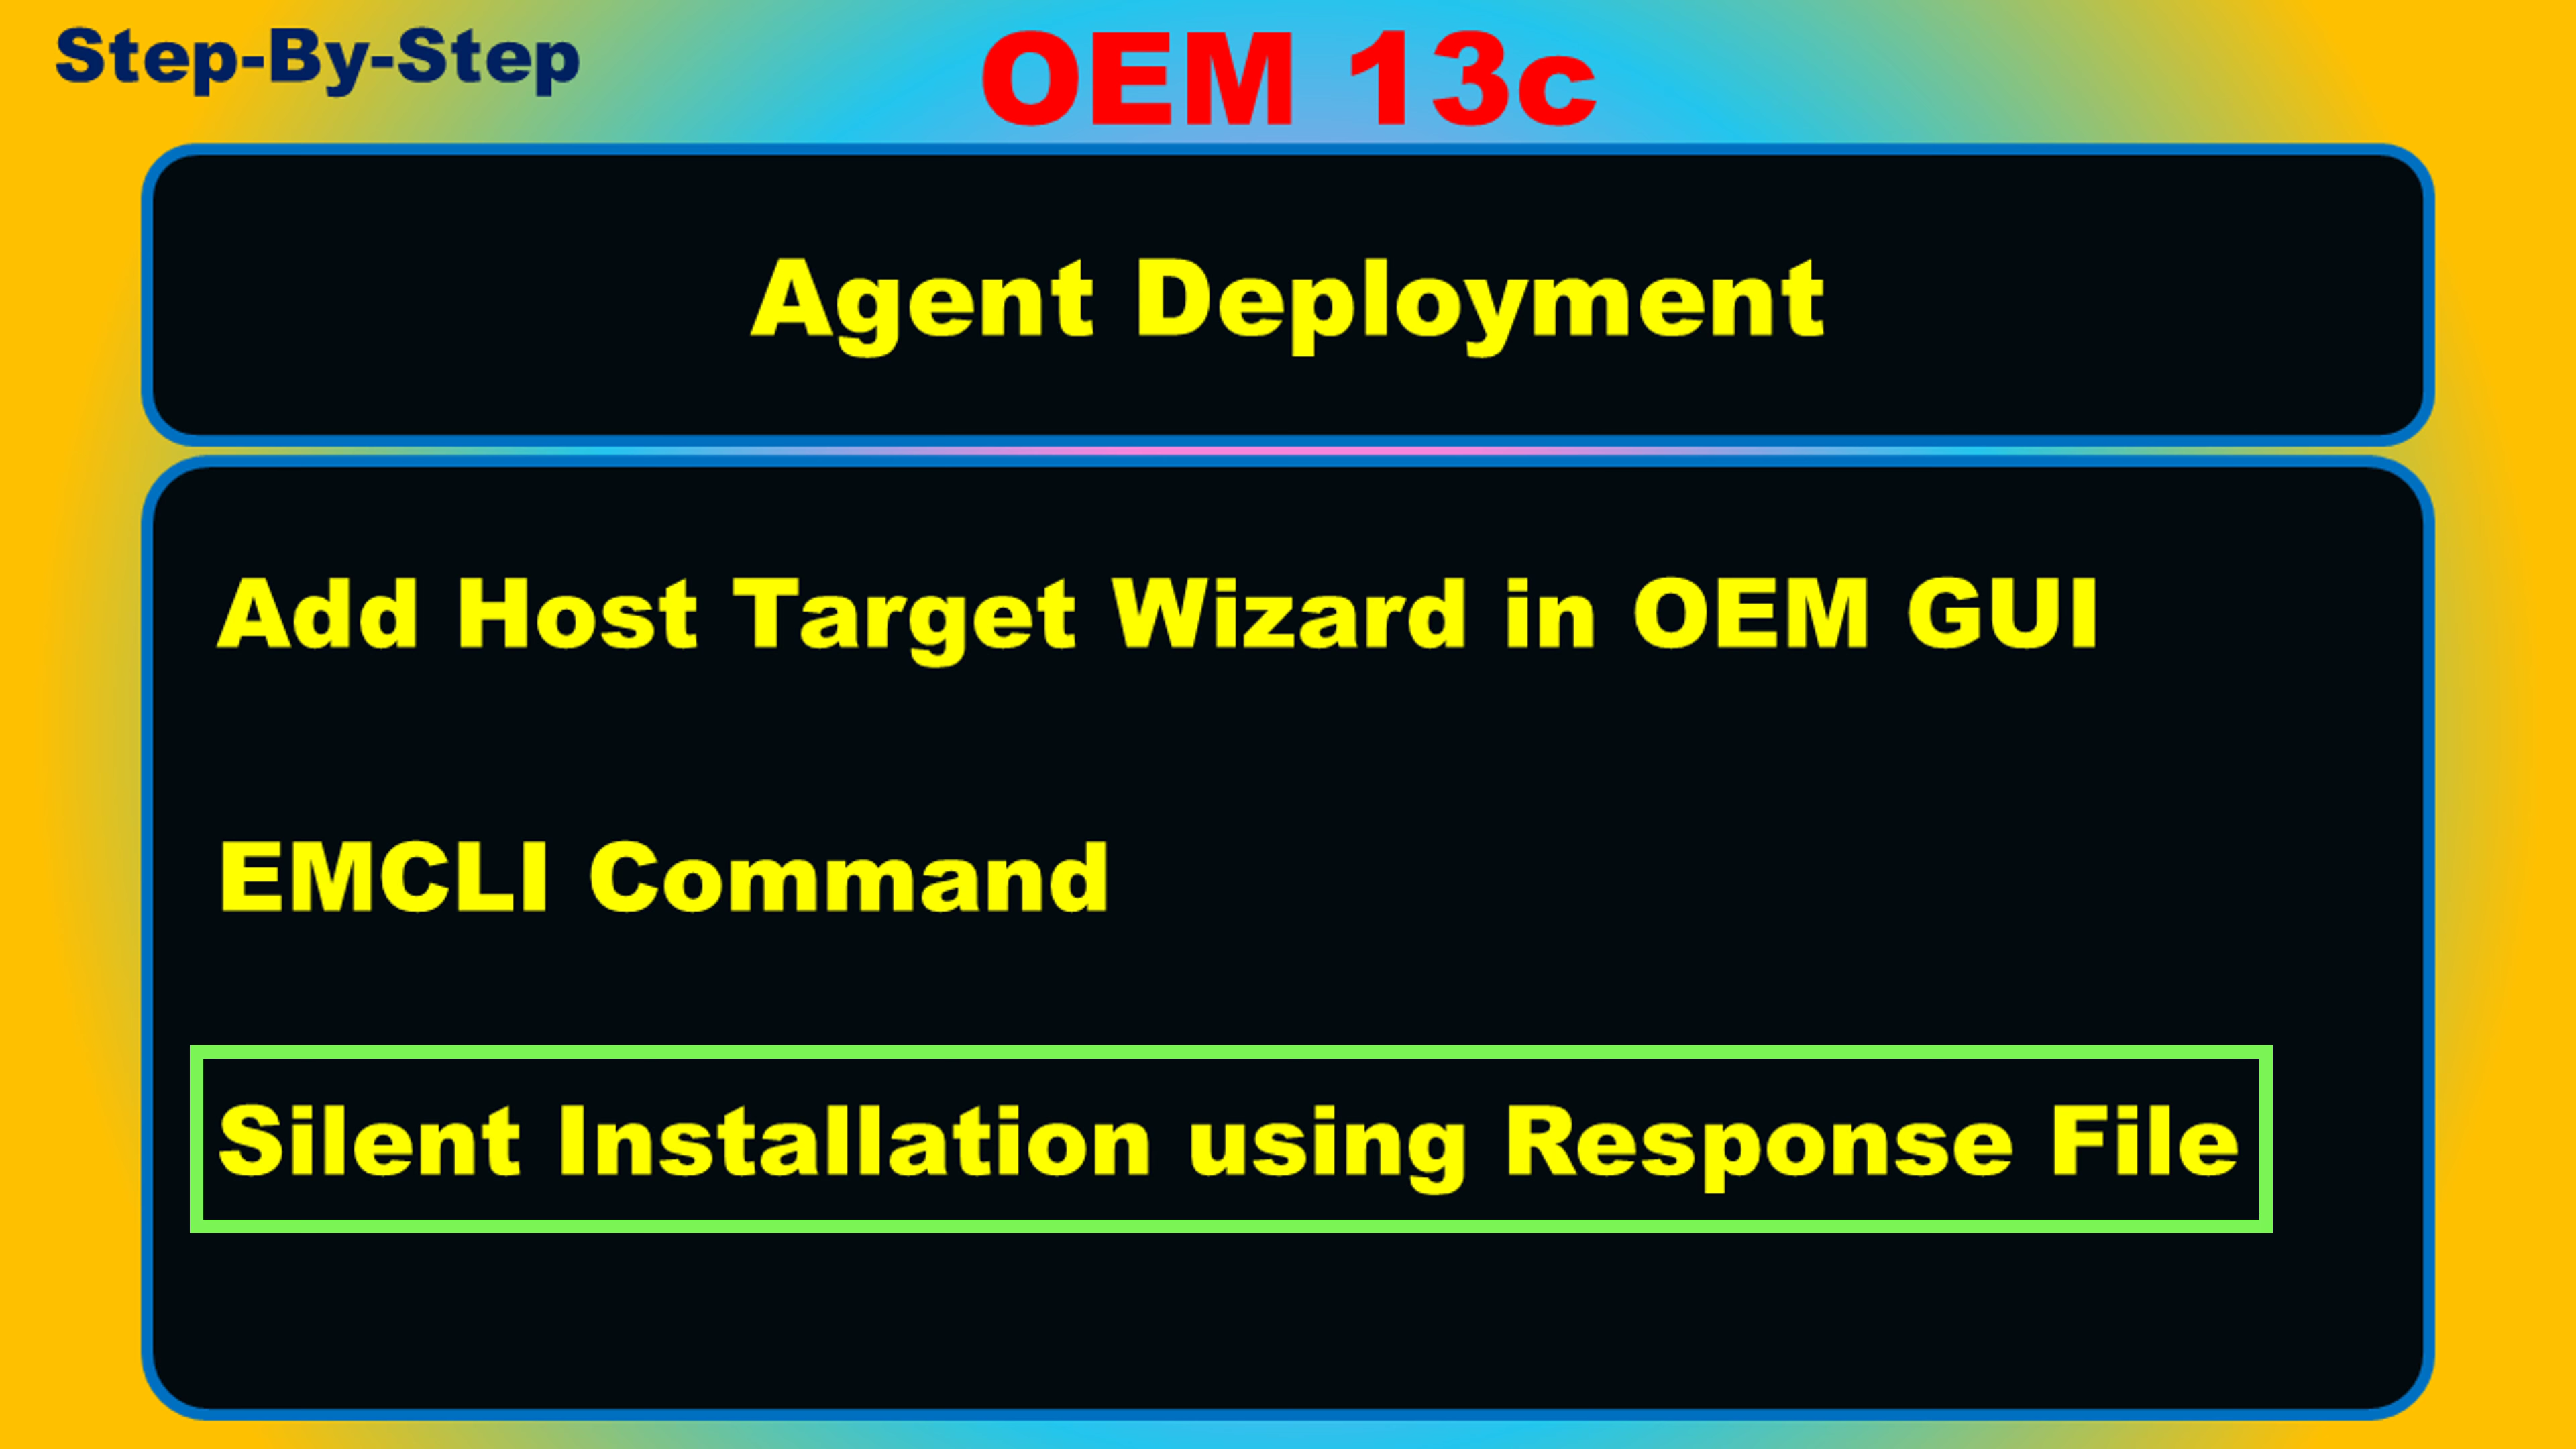 Step-By-Step
OEM 13c
Agent Deployment
Add Host Target Wizard in OEM GUI
EMCLI Command
Silent Installation using Response File